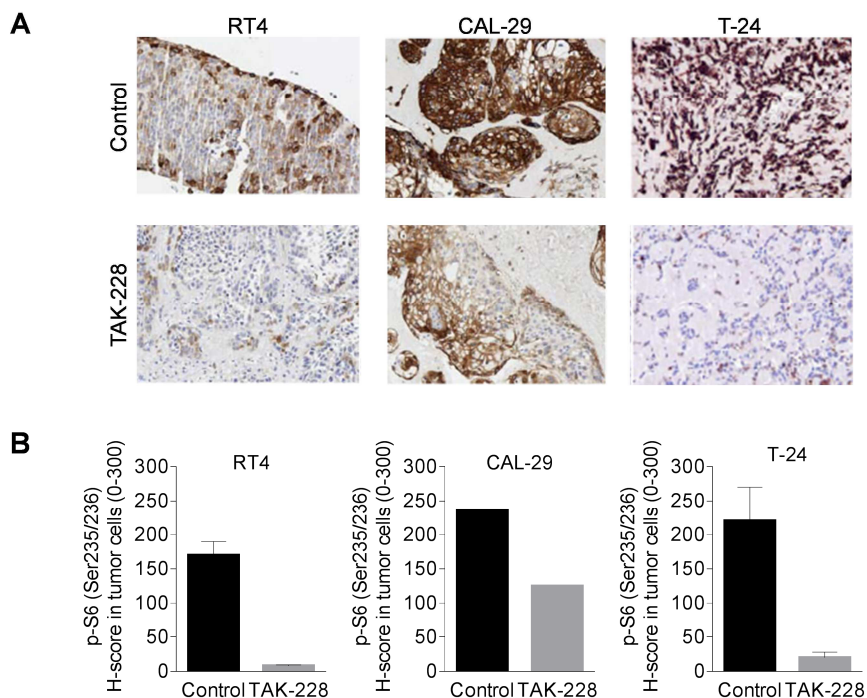 A
RT4 CAL-29 T-24
Control
TAK-228
B
RT4
p-S6 (Ser235/236)
H-score in tumor cells (0-300)
300
250
200
150
100
50
0
Control TAK-228
CAL-29
p-S6 (Ser235/236)
H-score in tumor cells (0-300)
300
250
200
150
100
50
0
Control TAK-228
T-24
p-S6 (Ser235/236)
H-score in tumor cells (0-300)
300
250
200
150
100
50
0
Control TAK-228